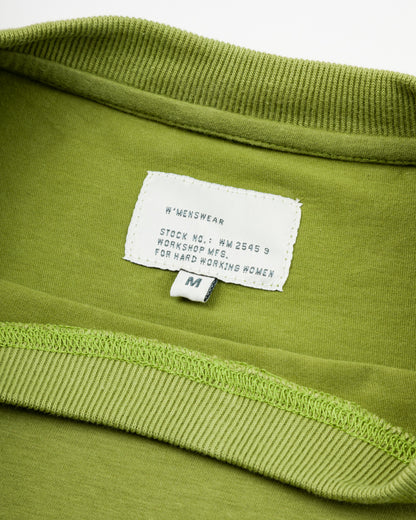 W'MENSWEAR
STOCK NO.: WM 2545 9
WORKSHOP MFG.
FOR HARD WORKING WOMEN
M